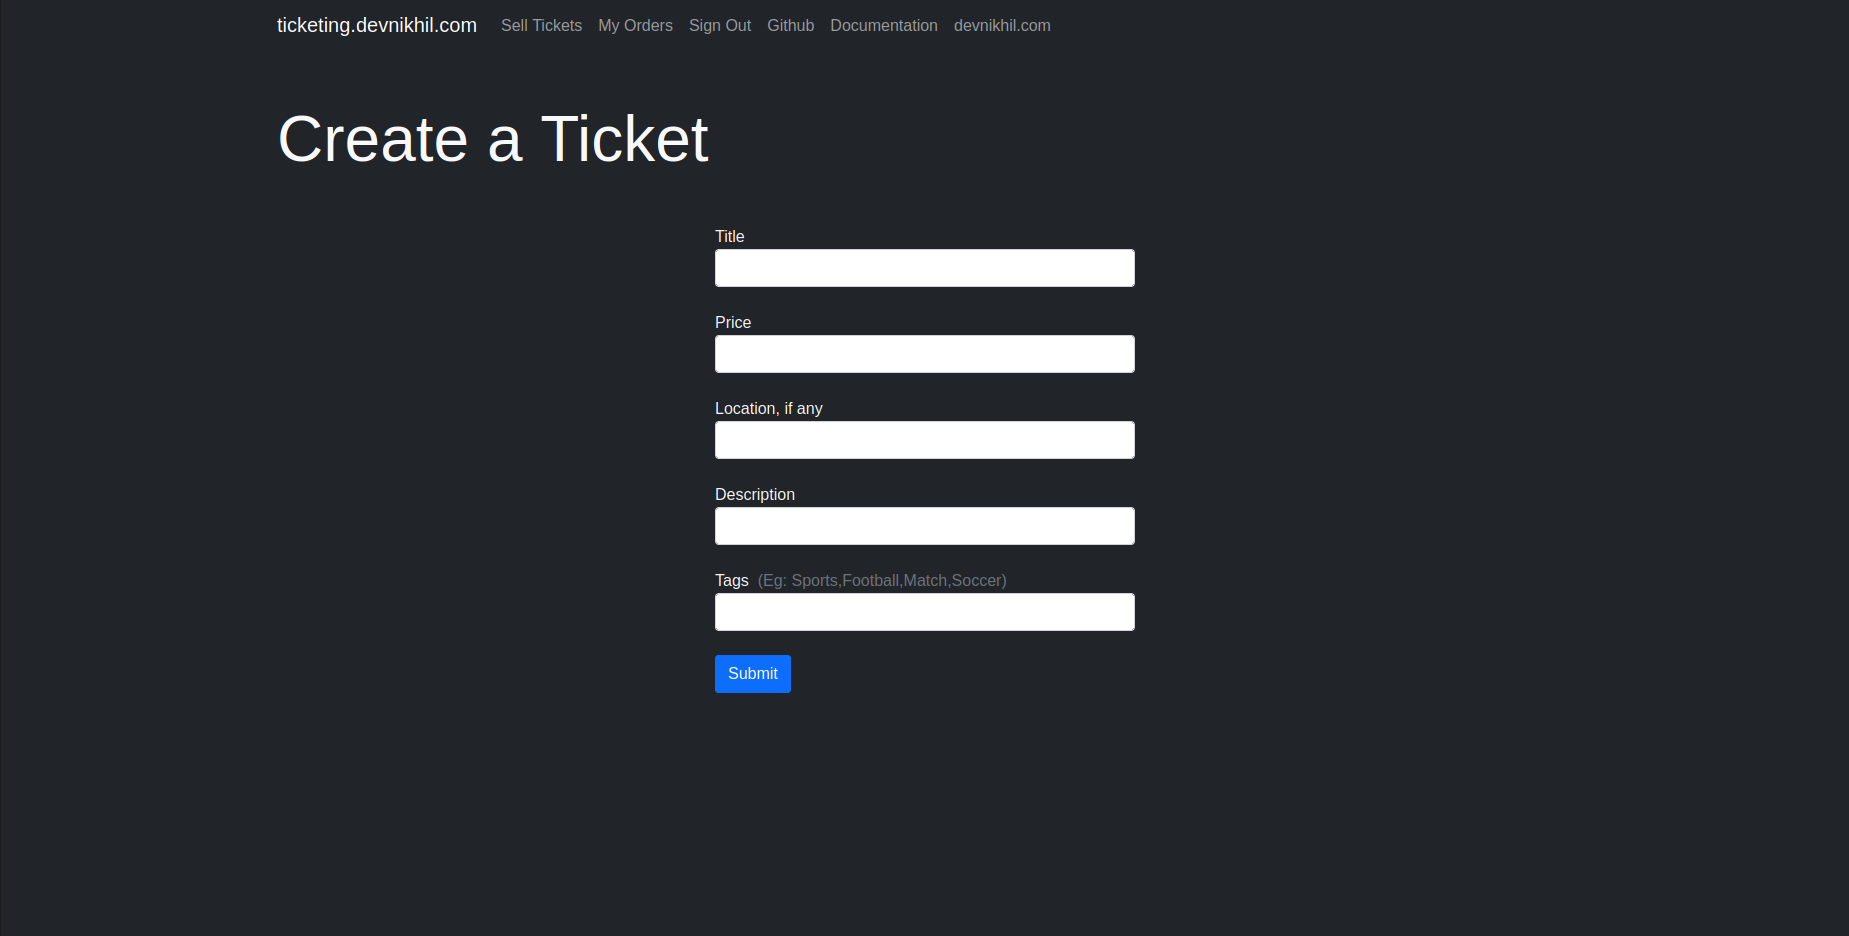 ticketing.devnikhil.com Sell Tickets My Orders Sign Out Github Documentation devnikhil.com
Create a Ticket
Title
Price
Location, if any
Description
Tags (Eg: Sports,Football,Match,Soccer)
Submit